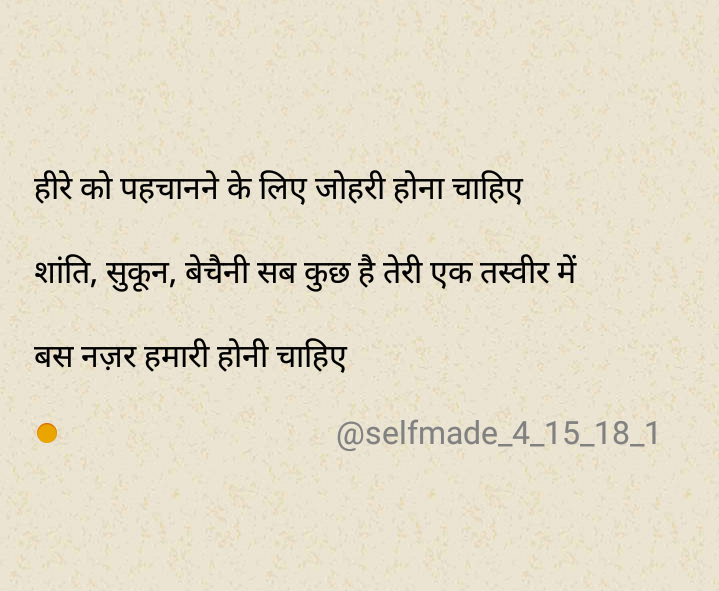 हीरे को पहचानने के लिए जोहरी होना चाहिए
शांति, सुकून, बेचैनी सब कुछ है तेरी एक तस्वीर में
बस नज़र हमारी होनी चाहिए
@selfmade_4_15_18_1